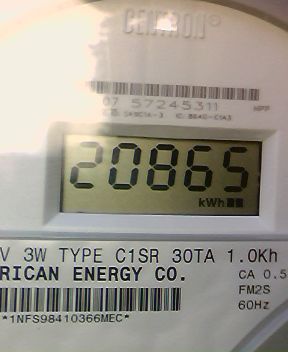 CENTRON®
07 57245311
20865
kWh
V 3W TYPE C1SR 30TA 1.0Kh
RICAN ENERGY CO.
CA 0.5
FM2S
60Hz
*1NFS98410366MEC*